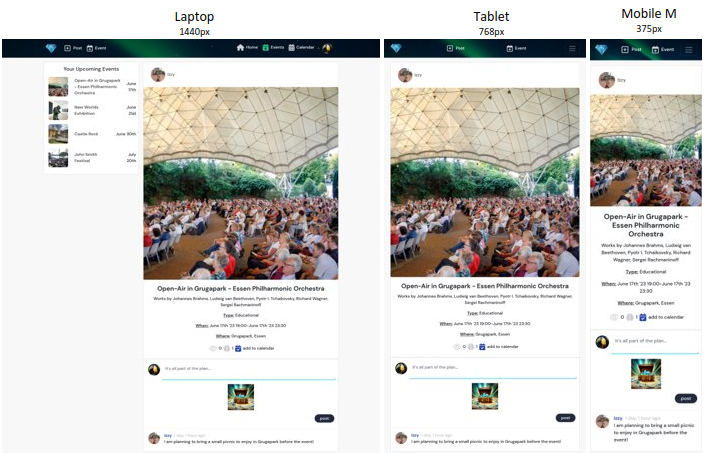 Laptop
1440px
Post
Event
Home
Events
Calendar
Your Upcoming Events
Open-Air in Grugapark
- Essen Philharmonic
Orchestra
June
17th
New Worlds
Exhibition
June
21st
Castle Rock
June 30th
John Smith
Festival
July
20th
Izzy
Open-Air in Grugapark - Essen Philharmonic Orchestra
Works by Johannes Brahms, Ludwig van Beethoven, Pyotr I. Tchaikovsky, Richard Wagner,
Sergei Rachmaninoff
Type: Educational
When: June 17th '23 19:00-June 17th '23 23:30
Where: Grugapark, Essen
0 1 add to calendar
It's all part of the plan...
post
Izzy 1 day, 1 hour ago
I am planning to bring a small picnic to enjoy in Grugapark before the event!
Tablet
768px
Post
Event
Izzy
Open-Air in Grugapark - Essen Philharmonic Orchestra
Works by Johannes Brahms, Ludwig van Beethoven, Pyotr I. Tchaikovsky, Richard Wagner,
Sergei Rachmaninoff
Type: Educational
When: June 17th '23 19:00-June 17th '23 23:30
Where: Grugapark, Essen
0 1 add to calendar
It's all part of the plan...
post
Izzy 1 day, 1 hour ago
I am planning to bring a small picnic to enjoy in Grugapark before the event!
Mobile M
375px
Post
Event
Izzy
Open-Air in Grugapark -
Essen Philharmonic
Orchestra
Works by Johannes Brahms, Ludwig van
Beethoven, Pyotr I. Tchaikovsky, Richard
Wagner, Sergei Rachmaninoff
Type: Educational
When: June 17th '23 19:00-June 17th '23
23:30
Where: Grugapark, Essen
0 1 add to calendar
It's all part of the plan...
post
Izzy 1 day, 1 hour ago
I am planning to bring a small picnic to
enjoy in Grugapark before the
event!